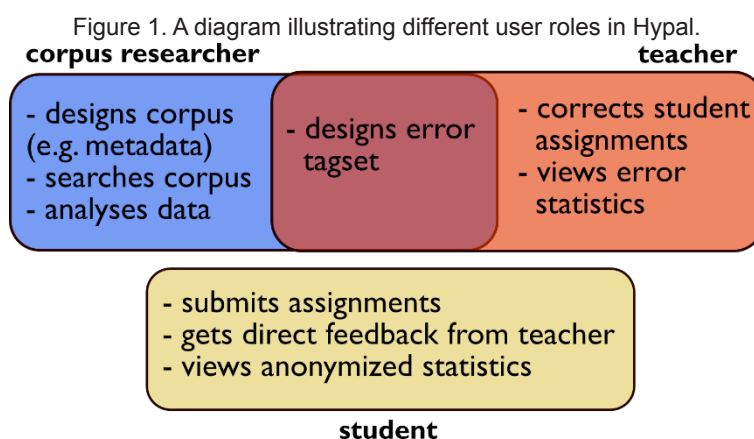 Figure 1. A diagram illustrating different user roles in Hypal.
corpus researcher
teacher
- designs corpus
(e.g. metadata)
- searches corpus
- analyses data
- designs error
tagset
- corrects student
assignments
- views error
statistics
- submits assignments
- gets direct feedback from teacher
- views anonymized statistics
student